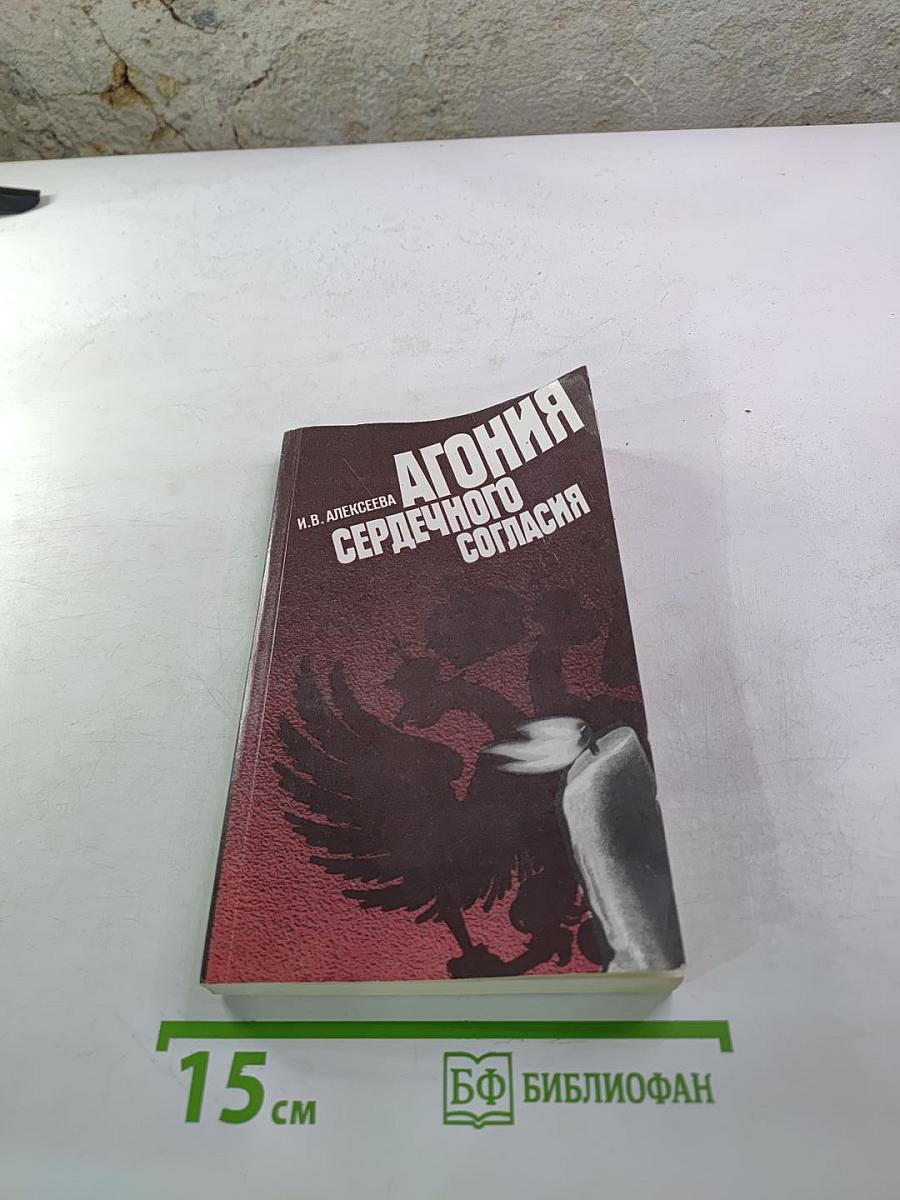 И.В. АЛЕКСЕЕВА
АГОНИЯ
СЕРДЕЧНОГО
СОГЛАСИЯ
15 см
БФ БИБЛИОФАН